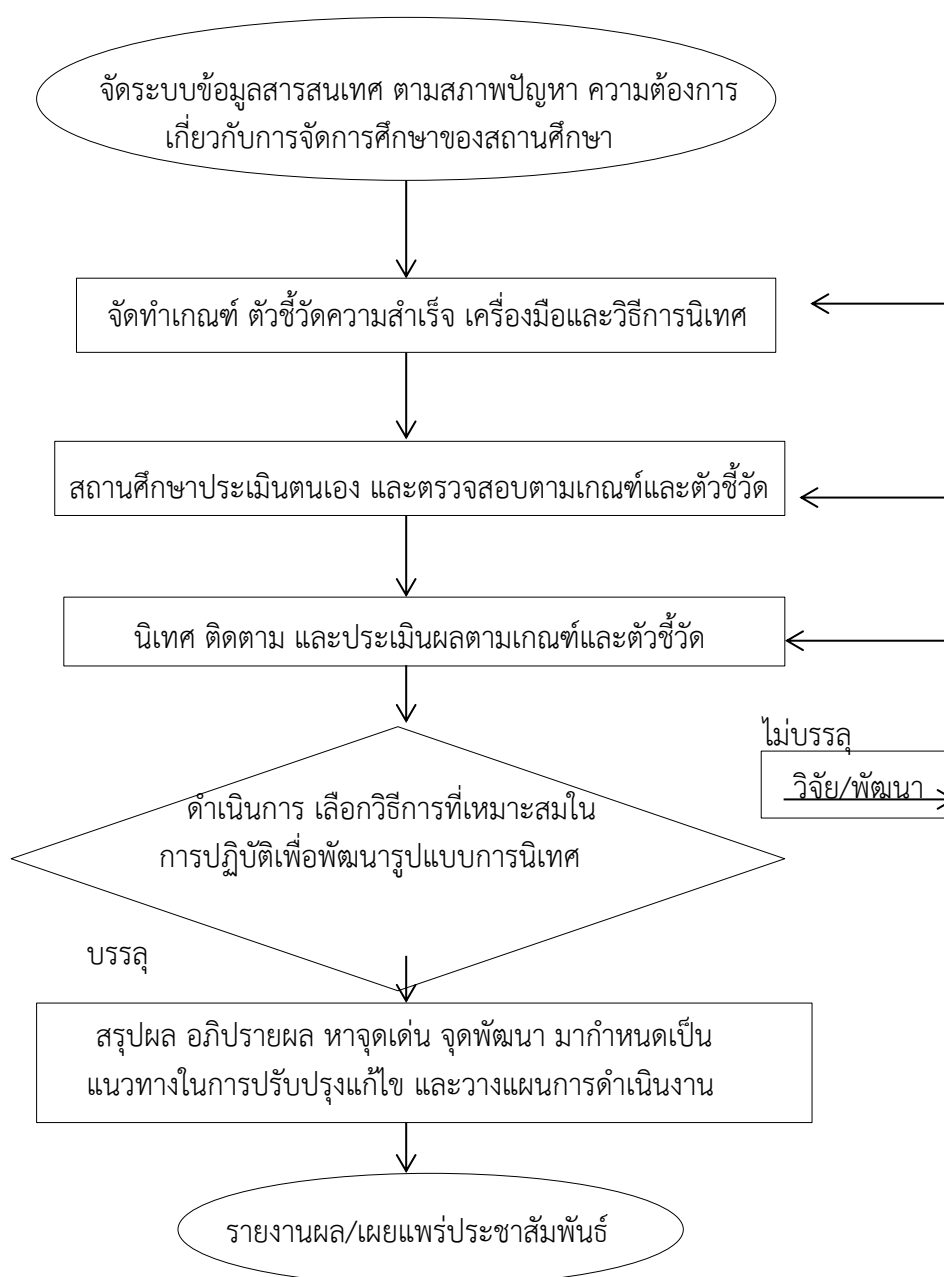 จัดระบบข้อมูลสารสนเทศ ตามสภาพปัญหา ความต้องการ
เกี่ยวกับการจัดการศึกษาของสถานศึกษา
จัดทำเกณฑ์ ตัวชี้วัดความสำเร็จ เครื่องมือและวิธีการนิเทศ
สถานศึกษาประเมินตนเอง และตรวจสอบตามเกณฑ์และตัวชี้วัด
นิเทศ ติดตาม และประเมินผลตามเกณฑ์และตัวชี้วัด
ไม่บรรลุ
วิจัย/พัฒนา
ดำเนินการ เลือกวิธีการที่เหมาะสมใน
การปฏิบัติเพื่อพัฒนารูปแบบการนิเทศ
บรรลุ
สรุปผล อภิปรายผล หาจุดเด่น จุดพัฒนา มากำหนดเป็น
แนวทางในการปรับปรุงแก้ไข และวางแผนการดำเนินงาน
รายงานผล/เผยแพร่ประชาสัมพันธ์